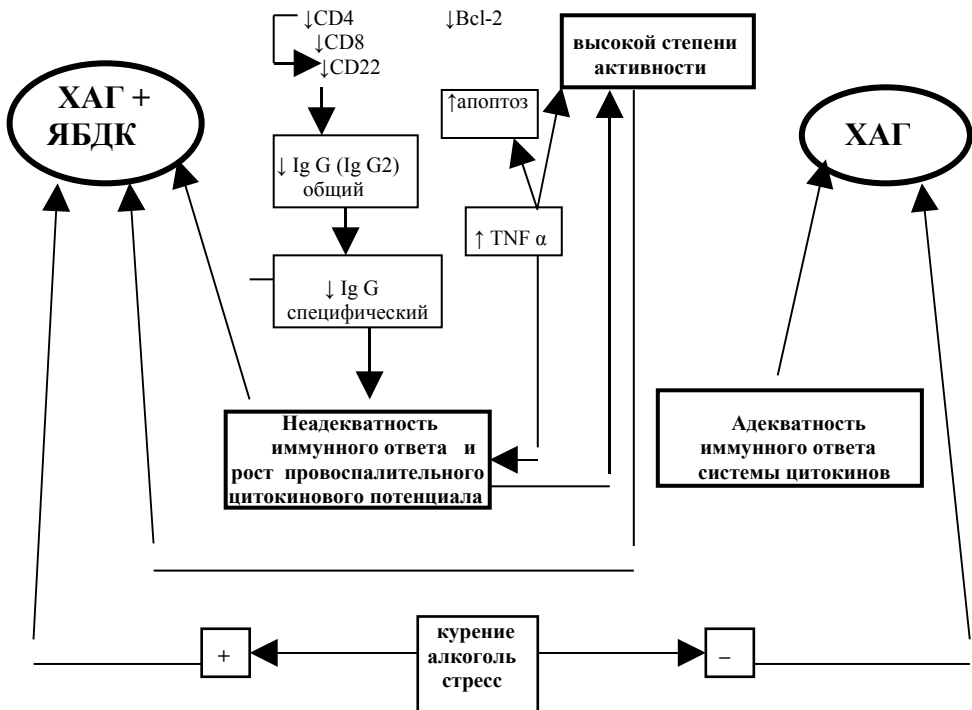 ↓CD4
↓CD8
↓CD22
↓Bcl-2
высокой степени
активности
ХАГ +
ЯБДК
↑апоптоз
ХАГ
↓ Ig G (Ig G2)
общий
↑ TNF α
↓ Ig G
специфический
Неадекватность
иммунного ответа и
рост провоспалительного
цитокинового потенциала
Адекватность
иммунного ответа
системы цитокинов
+
курение
алкоголь
стресс
–